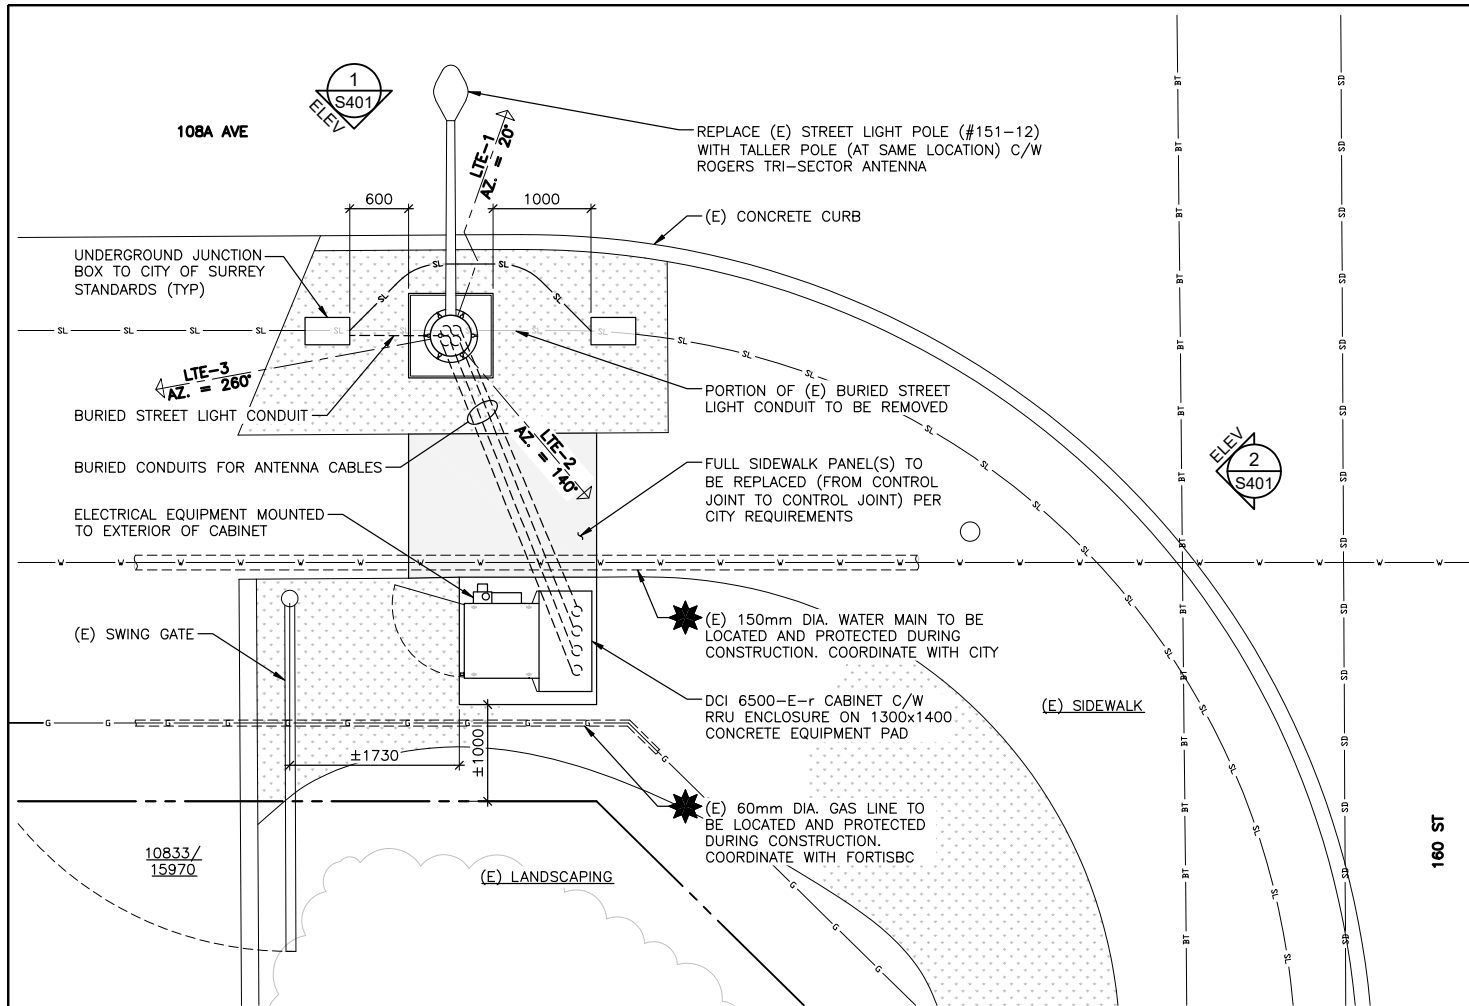 1
S401
ELEV
108A AVE
LTE-1
AZ. = 20°
REPLACE (E) STREET LIGHT POLE (#151-12)
WITH TALLER POLE (AT SAME LOCATION) C/W
ROGERS TRI-SECTOR ANTENNA
600
1000
(E) CONCRETE CURB
UNDERGROUND JUNCTION
BOX TO CITY OF SURREY
STANDARDS (TYP)
LTE-3
AZ. = 260°
BURIED STREET LIGHT CONDUIT
PORTION OF (E) BURIED STREET
LIGHT CONDUIT TO BE REMOVED
BURIED CONDUITS FOR ANTENNA CABLES
LTE-2
AZ. = 140°
FULL SIDEWALK PANEL(S) TO
BE REPLACED (FROM CONTROL
JOINT TO CONTROL JOINT) PER
CITY REQUIREMENTS
ELEV
2
S401
ELECTRICAL EQUIPMENT MOUNTED
TO EXTERIOR OF CABINET
(E) SWING GATE
(E) 150mm DIA. WATER MAIN TO BE
LOCATED AND PROTECTED DURING
CONSTRUCTION. COORDINATE WITH CITY
DCI 6500-E-r CABINET C/W
RRU ENCLOSURE ON 1300x1400
CONCRETE EQUIPMENT PAD
(E) SIDEWALK
±1730
±1000
(E) 60mm DIA. GAS LINE TO
BE LOCATED AND PROTECTED
DURING CONSTRUCTION.
COORDINATE WITH FORTISBC
10833/
15970
(E) LANDSCAPING
160 ST
SL
W
G
BT
SD